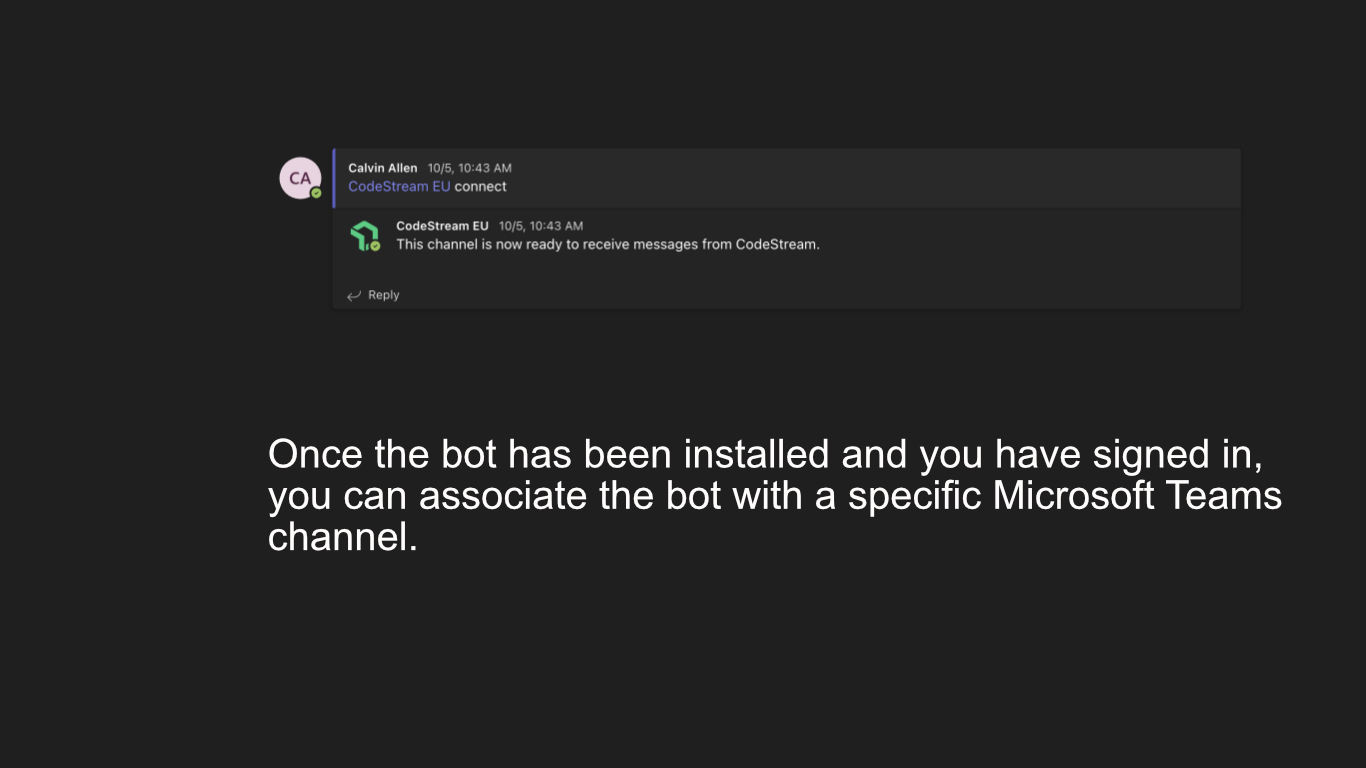 CA
Calvin Allen 10/5, 10:43 AM
CodeStream EU connect
CodeStream EU 10/5, 10:43 AM
This channel is now ready to receive messages from CodeStream.
Reply
Once the bot has been installed and you have signed in,
you can associate the bot with a specific Microsoft Teams
channel.